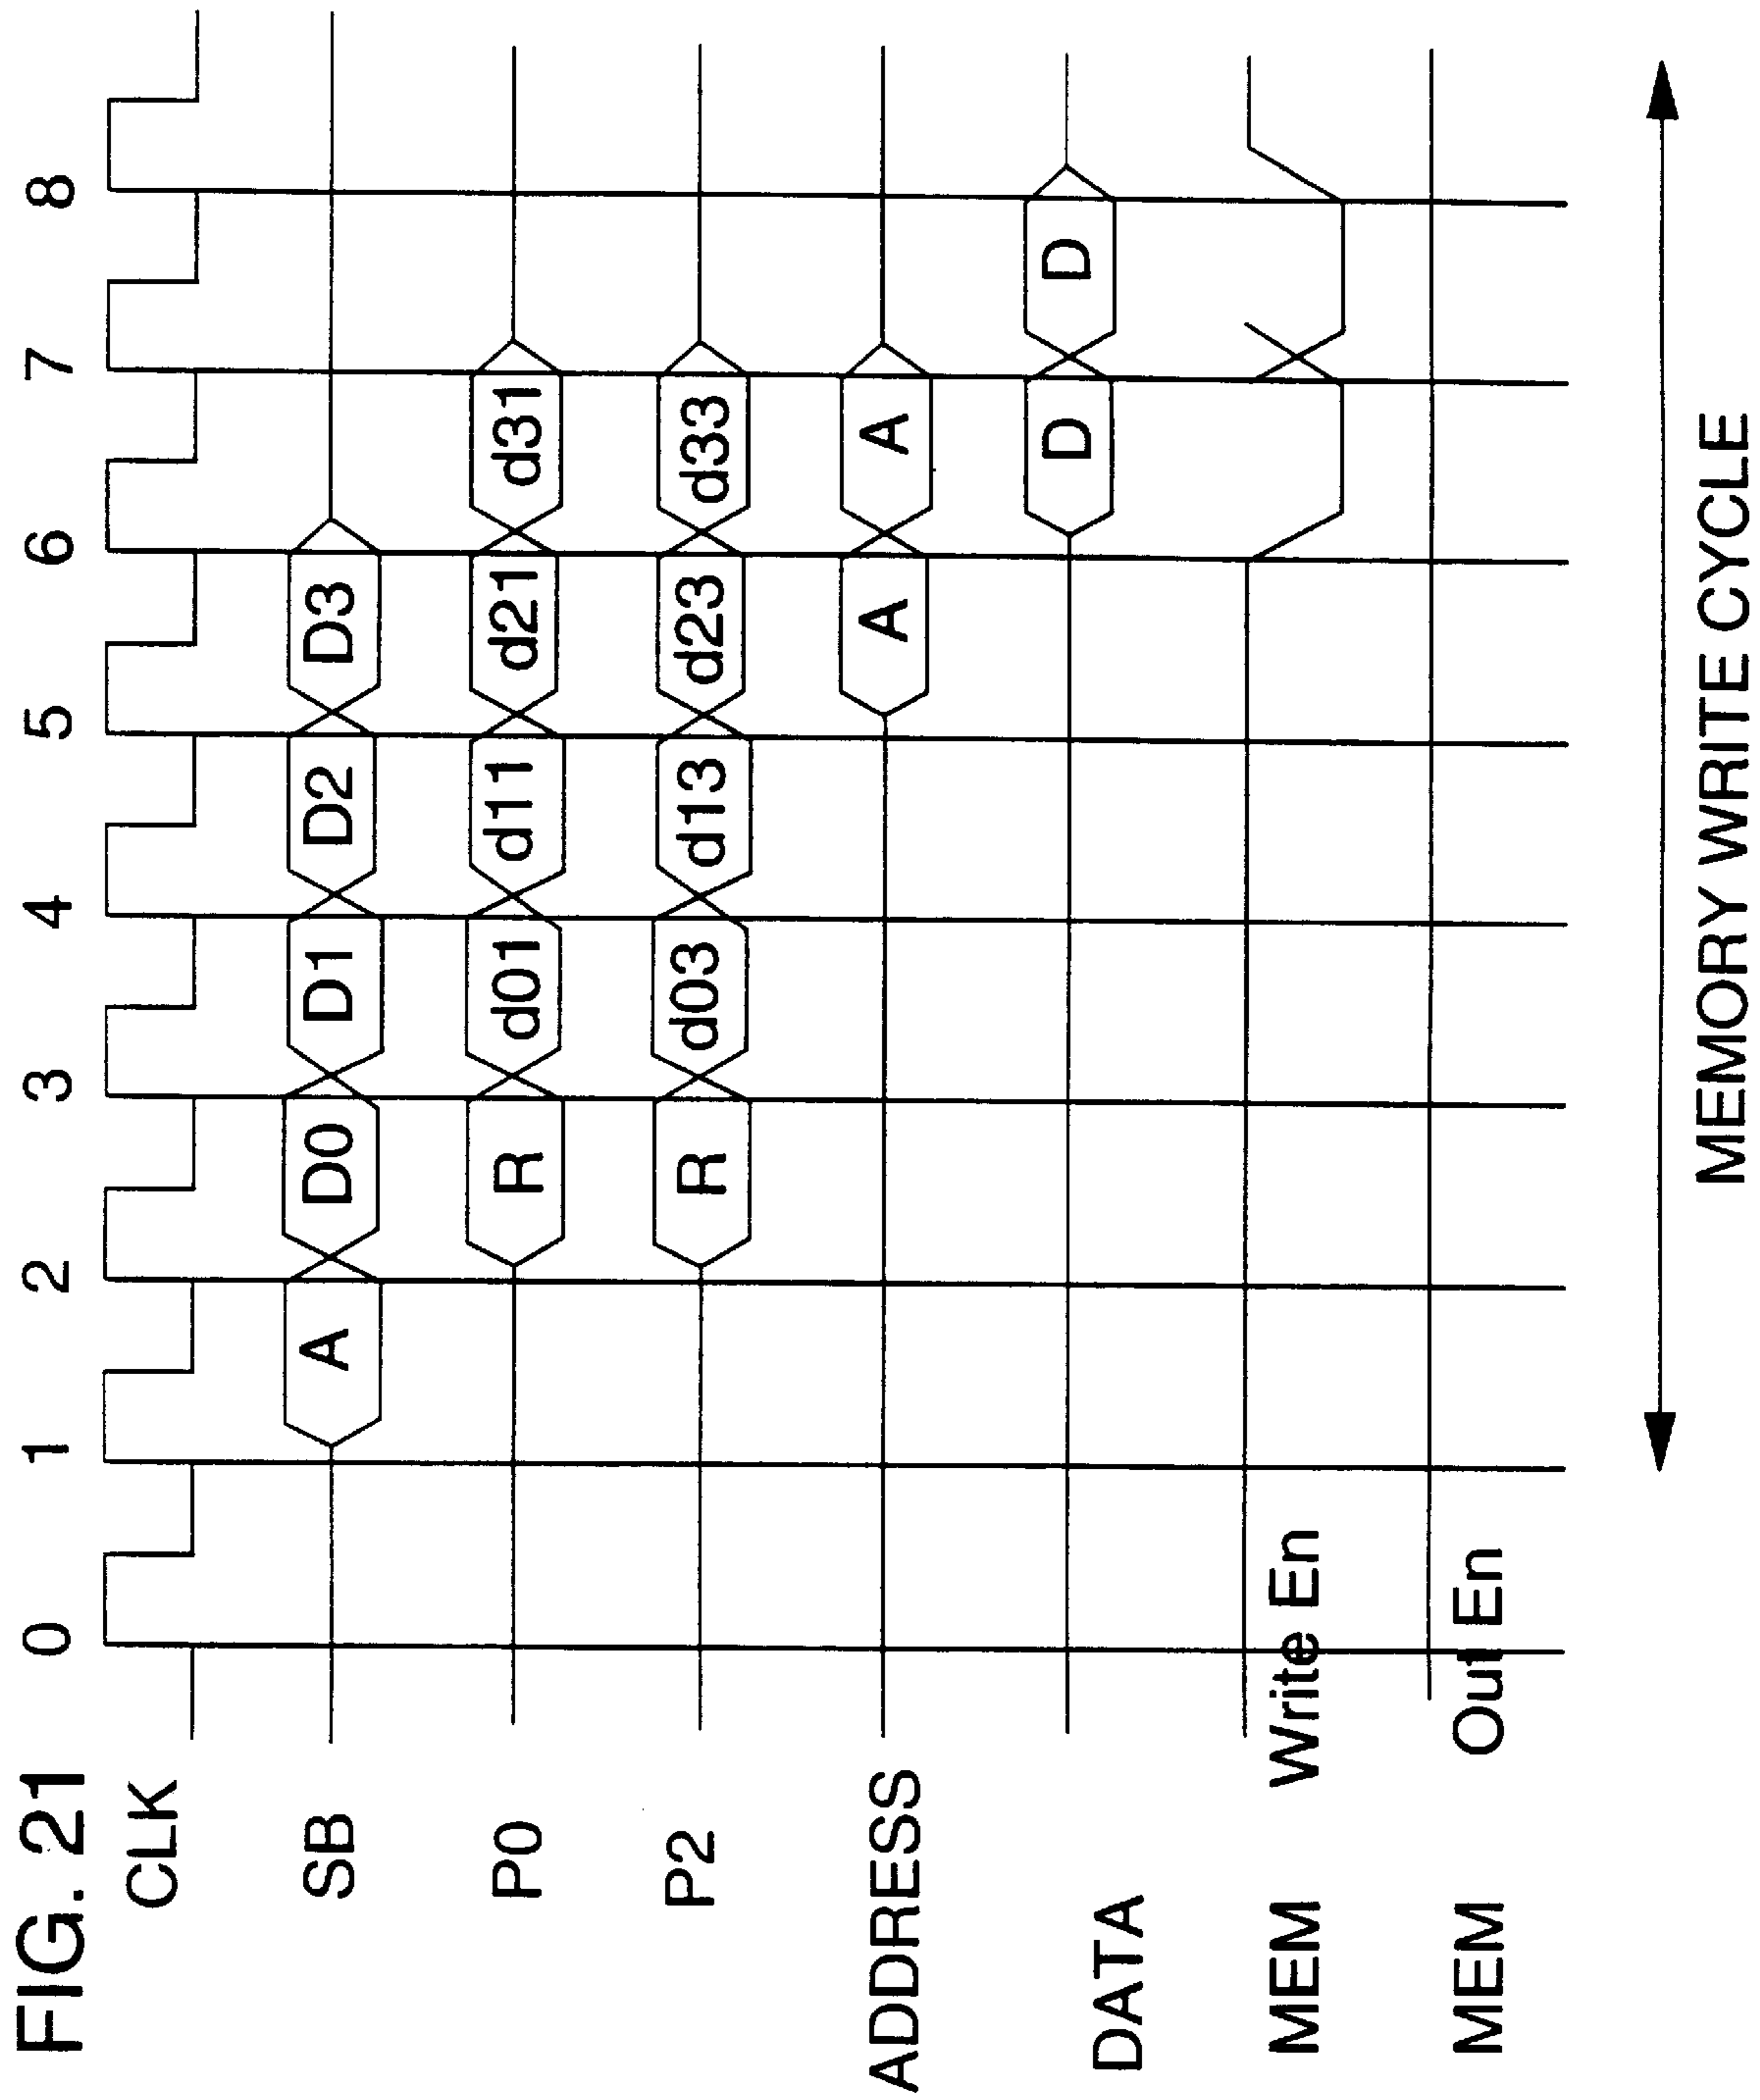 FIG. 21
0 1 2 3 4 5 6 7 8
CLK
SB A D0 D1 D2 D3
P0 R d01 d11 d21 d31
P2 R d03 d13 d23 d33
ADDRESS A A
DATA D D
MEM Write En
MEM Out En
MEMORY WRITE CYCLE